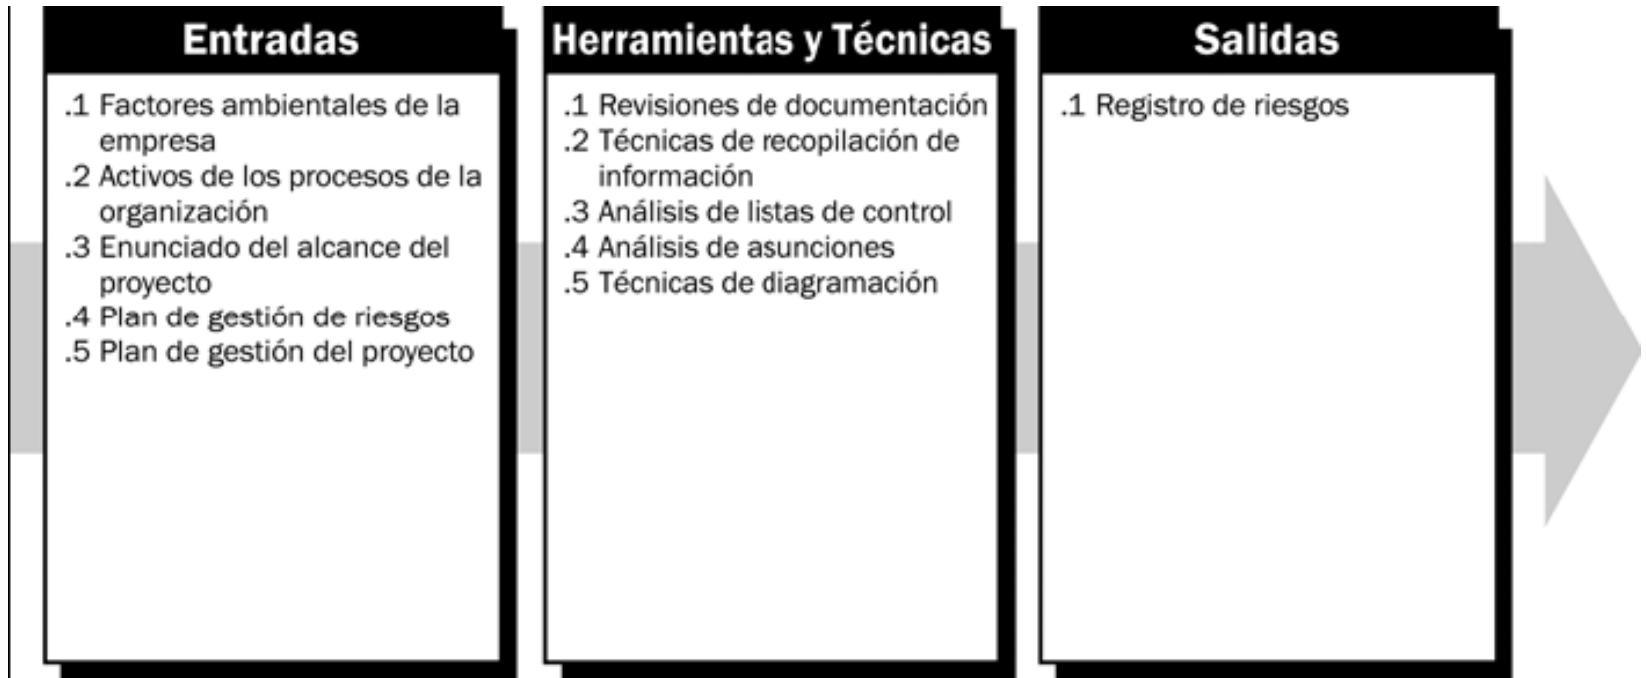 Entradas
.1 Factores ambientales de la
empresa
.2 Activos de los procesos de la
organización
.3 Enunciado del alcance del
proyecto
.4 Plan de gestión de riesgos
.5 Plan de gestión del proyecto
Herramientas y Técnicas
.1 Revisiones de documentación
.2 Técnicas de recopilación de
información
.3 Análisis de listas de control
.4 Análisis de asunciones
.5 Técnicas de diagramación
Salidas
.1 Registro de riesgos